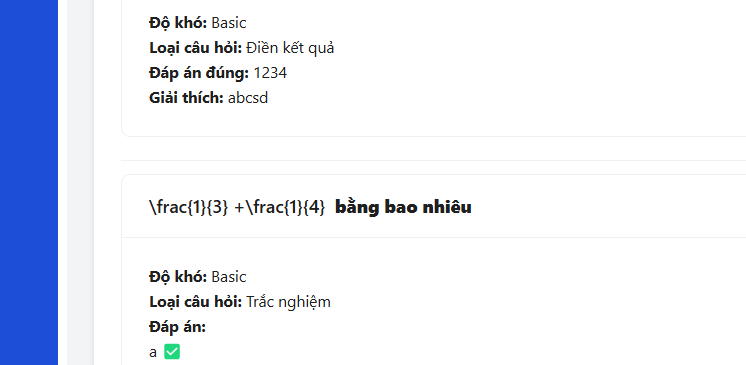 Độ khó: Basic
Loại câu hỏi: Điền kết quả
Đáp án đúng: 1234
Giải thích: abcsd
\frac{1}{3} +\frac{1}{4} bằng bao nhiêu
Độ khó: Basic
Loại câu hỏi: Trắc nghiệm
Đáp án:
a ✅